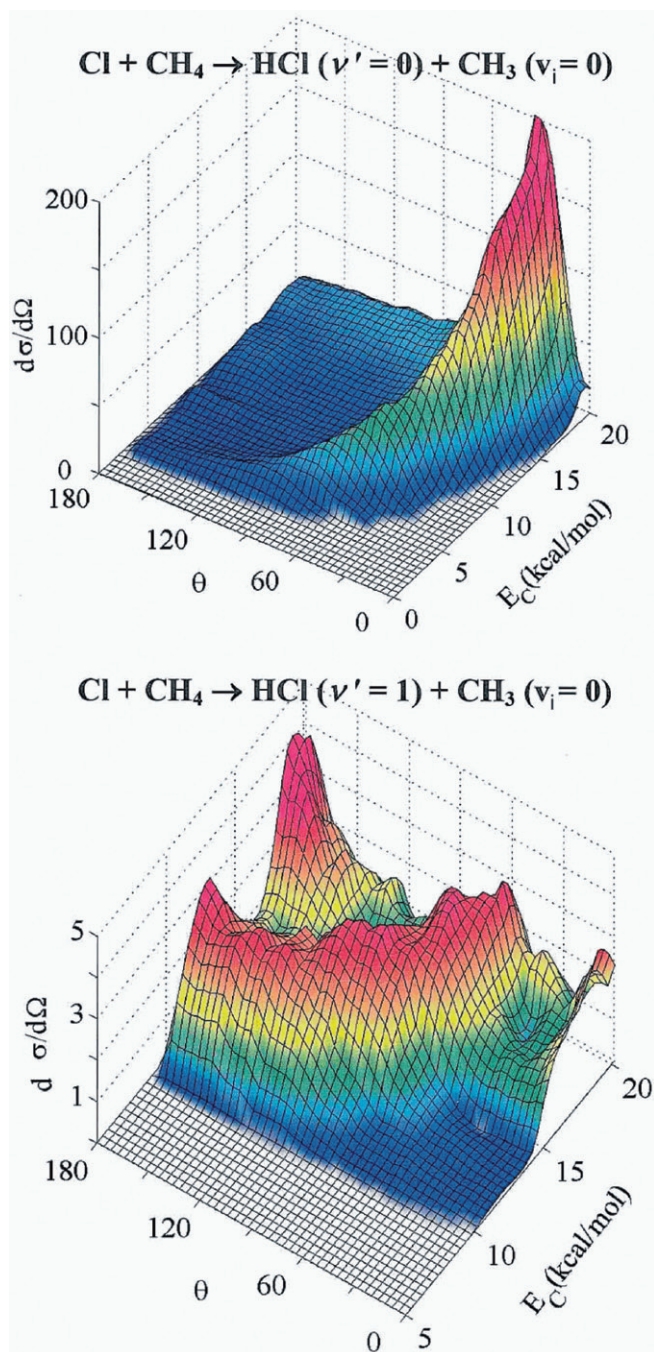 Cl + CH₄ → HCl (ν′ = 0) + CH₃ (vᵢ = 0)
200
100
0
dσ/dΩ
180
120
60
0
θ
0
5
10
15
20
E_C(kcal/mol)
Cl + CH₄ → HCl (ν′ = 1) + CH₃ (vᵢ = 0)
5
3
1
d σ/dΩ
180
120
60
0
θ
5
10
15
20
E_C(kcal/mol)